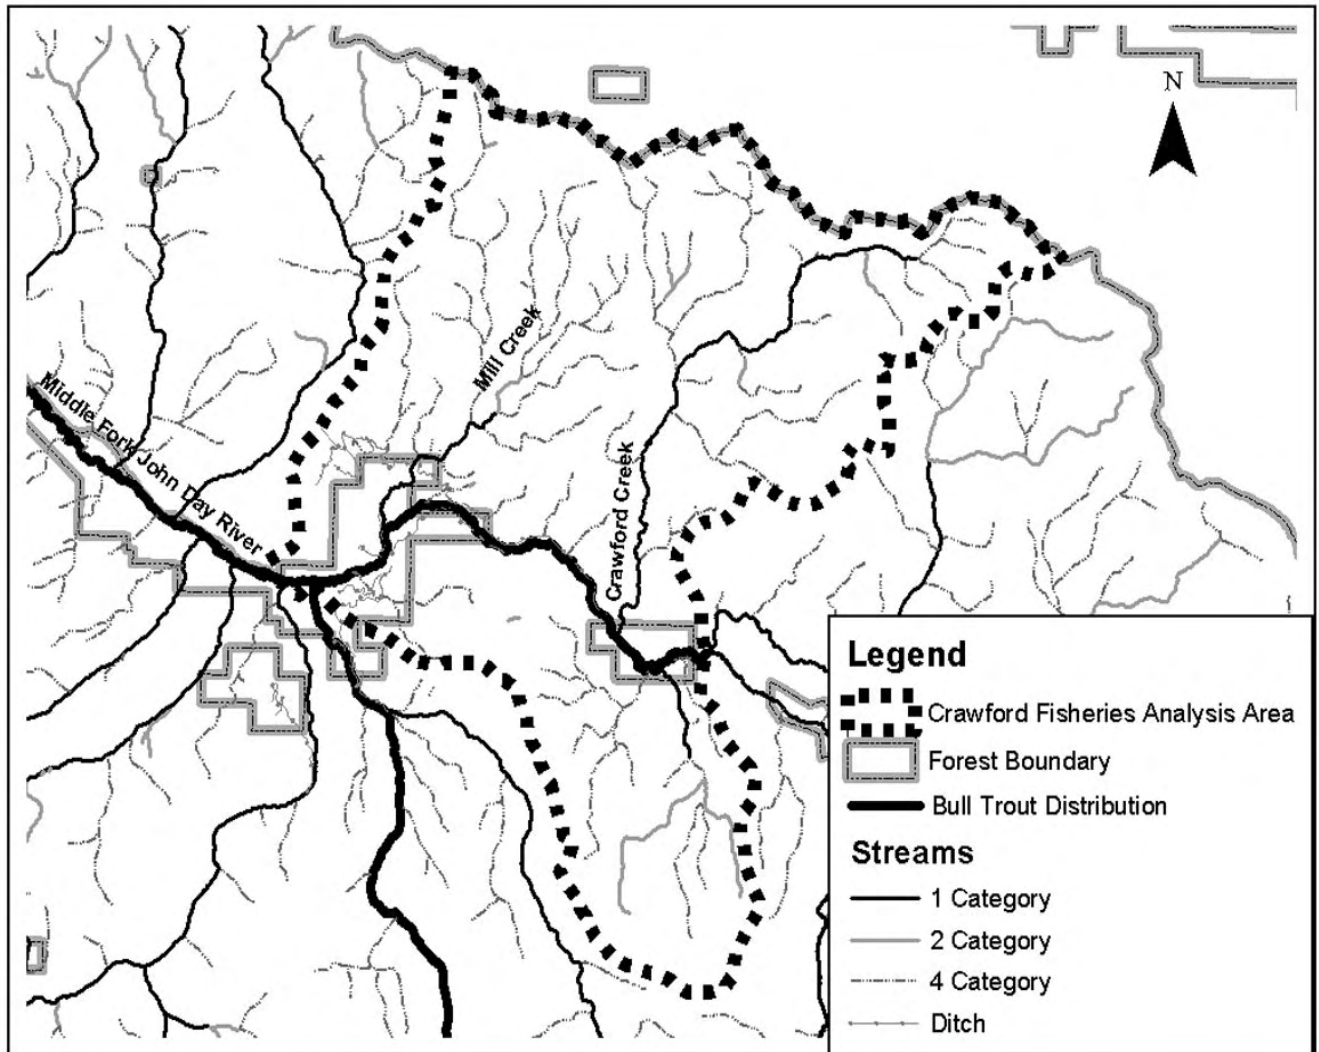 N
Mill Creek
Middle Fork John Day River
Crawford Creek
Legend
Crawford Fisheries Analysis Area
Forest Boundary
Bull Trout Distribution
Streams
1 Category
2 Category
4 Category
Ditch